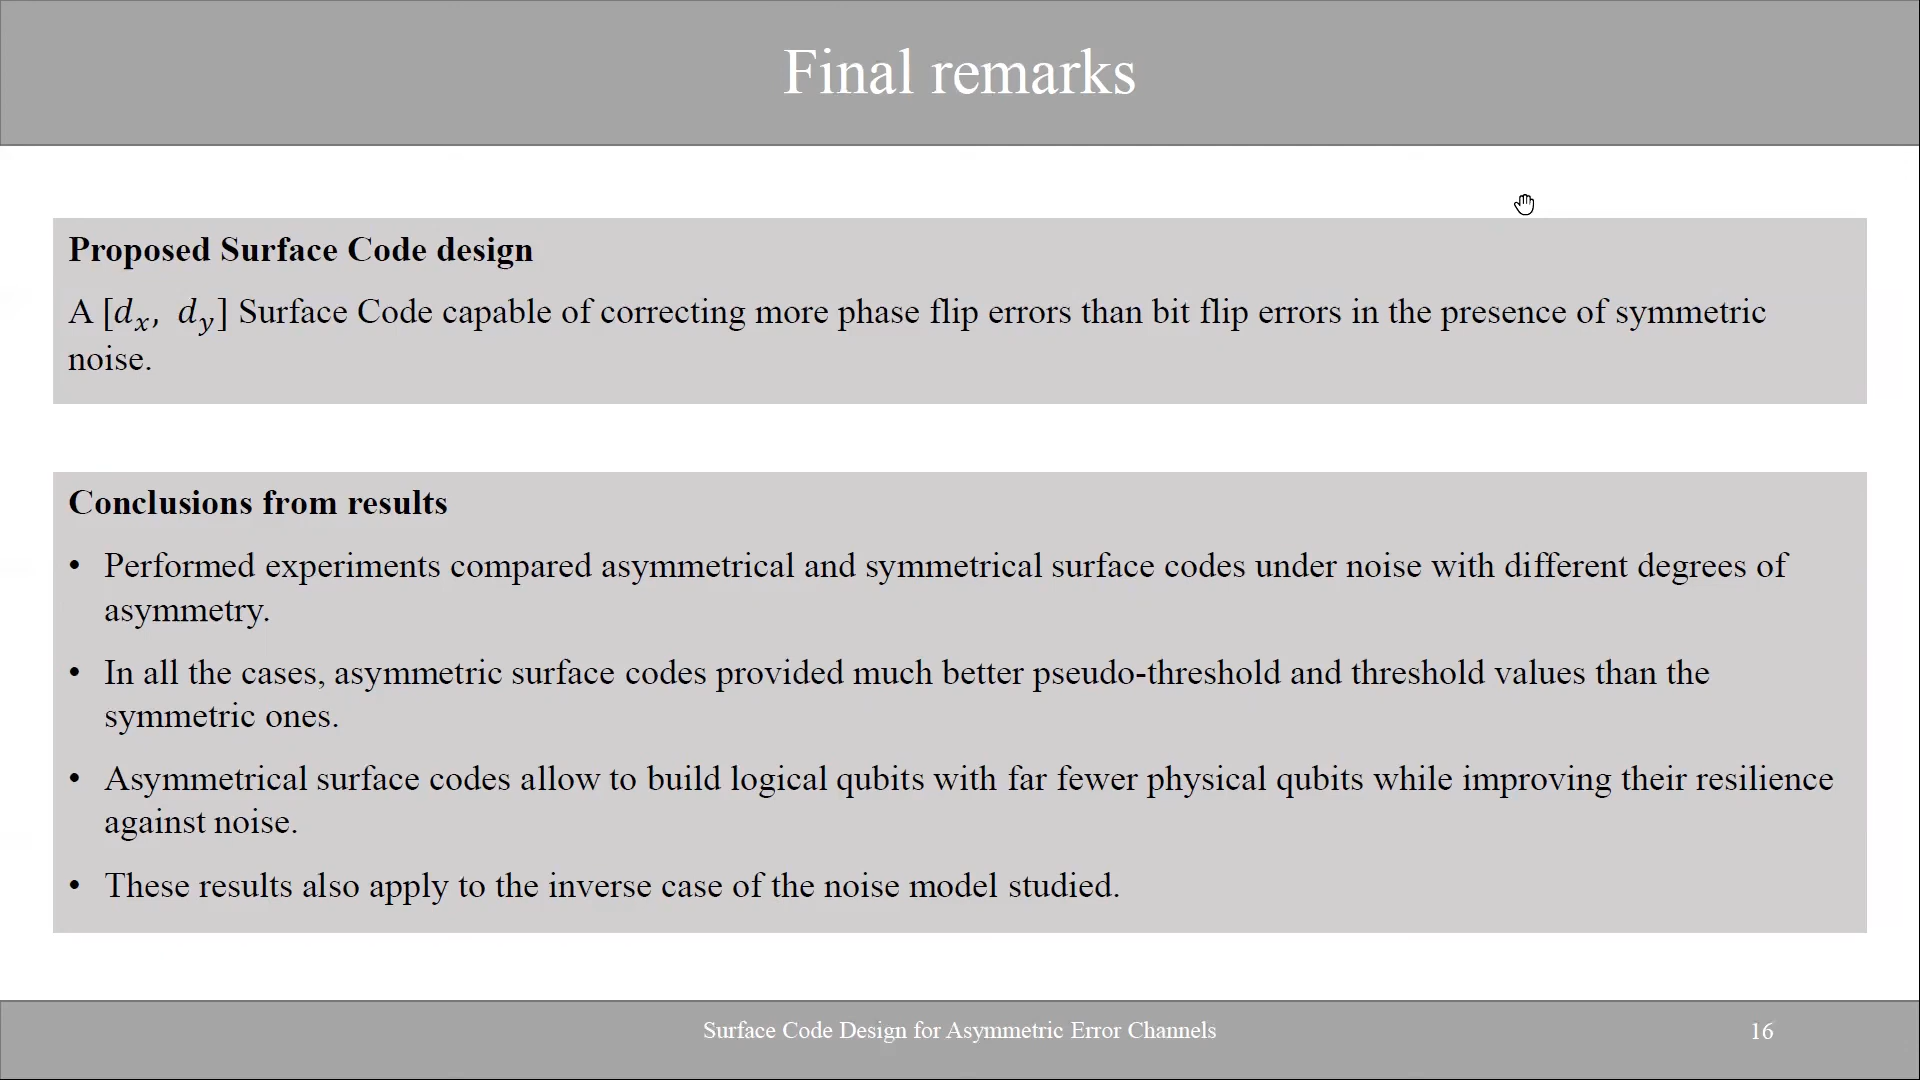 Final remarks
Proposed Surface Code design
A [dₓ, d_y] Surface Code capable of correcting more phase flip errors than bit flip errors in the presence of symmetric
noise.
Conclusions from results
• Performed experiments compared asymmetrical and symmetrical surface codes under noise with different degrees of
asymmetry.
• In all the cases, asymmetric surface codes provided much better pseudo-threshold and threshold values than the
symmetric ones.
• Asymmetrical surface codes allow to build logical qubits with far fewer physical qubits while improving their resilience
against noise.
• These results also apply to the inverse case of the noise model studied.
Surface Code Design for Asymmetric Error Channels
16